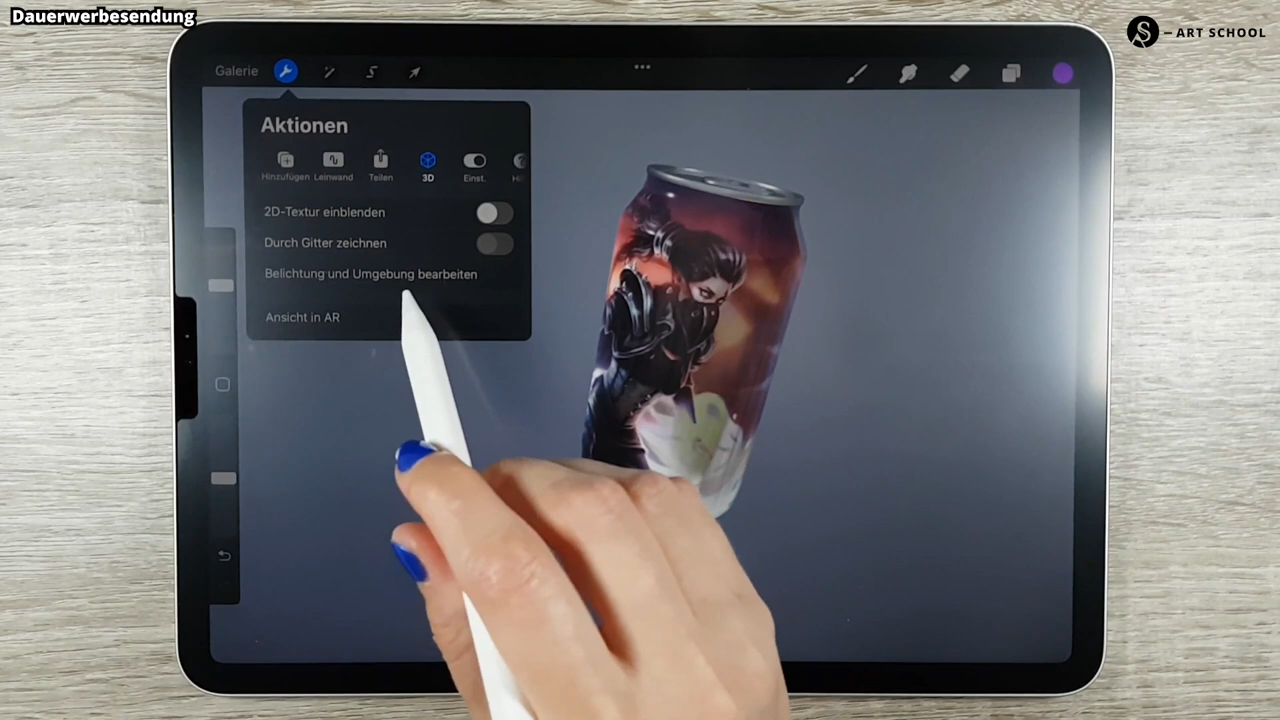 Dauerwerbesendung
– ART SCHOOL
Galerie
Aktionen
Hinzufügen Leinwand Teilen 3D Einst.
2D-Textur einblenden
Durch Gitter zeichnen
Belichtung und Umgebung bearbeiten
Ansicht in AR